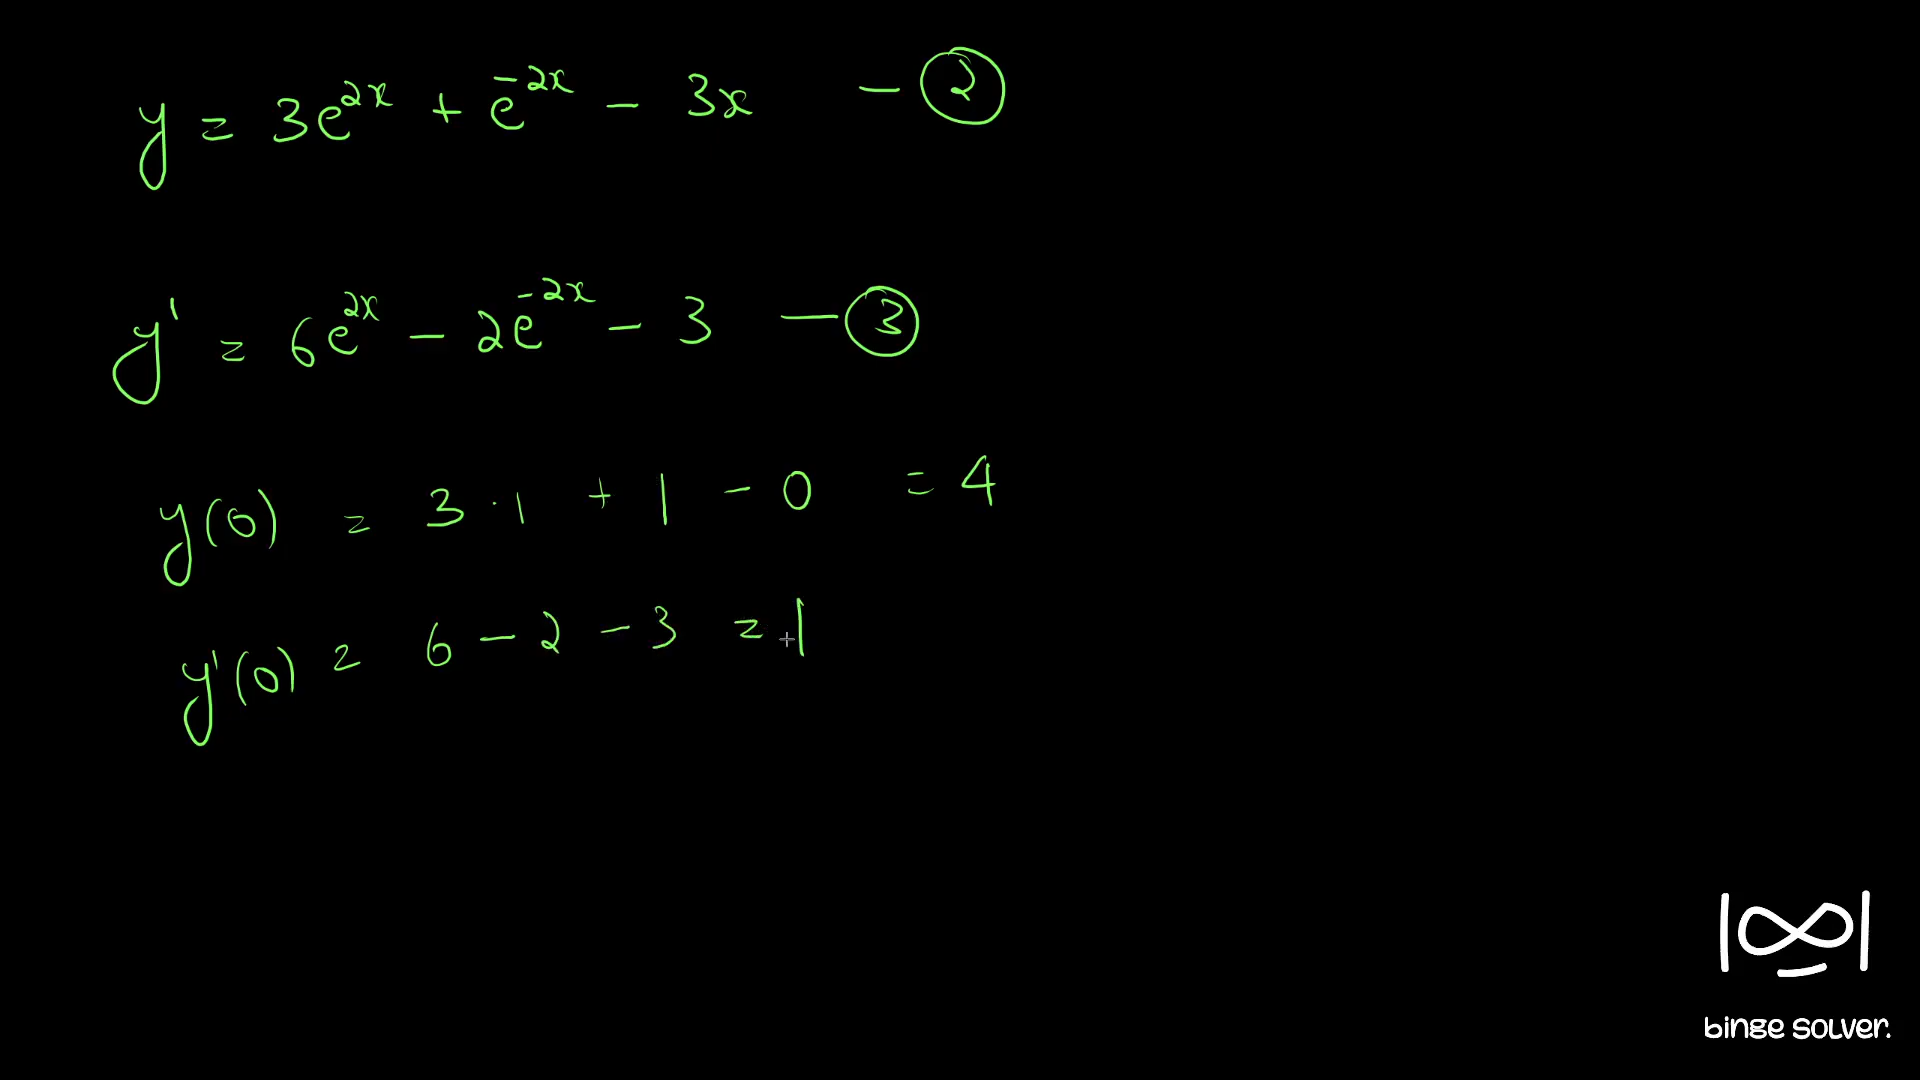 y = 3e^{2x} + e^{-2x} - 3x — ②
y' = 6e^{2x} - 2e^{-2x} - 3 — ③
y(0) = 3 · 1 + 1 - 0 = 4
y'(0) = 6 - 2 - 3 = 1
binge solver.